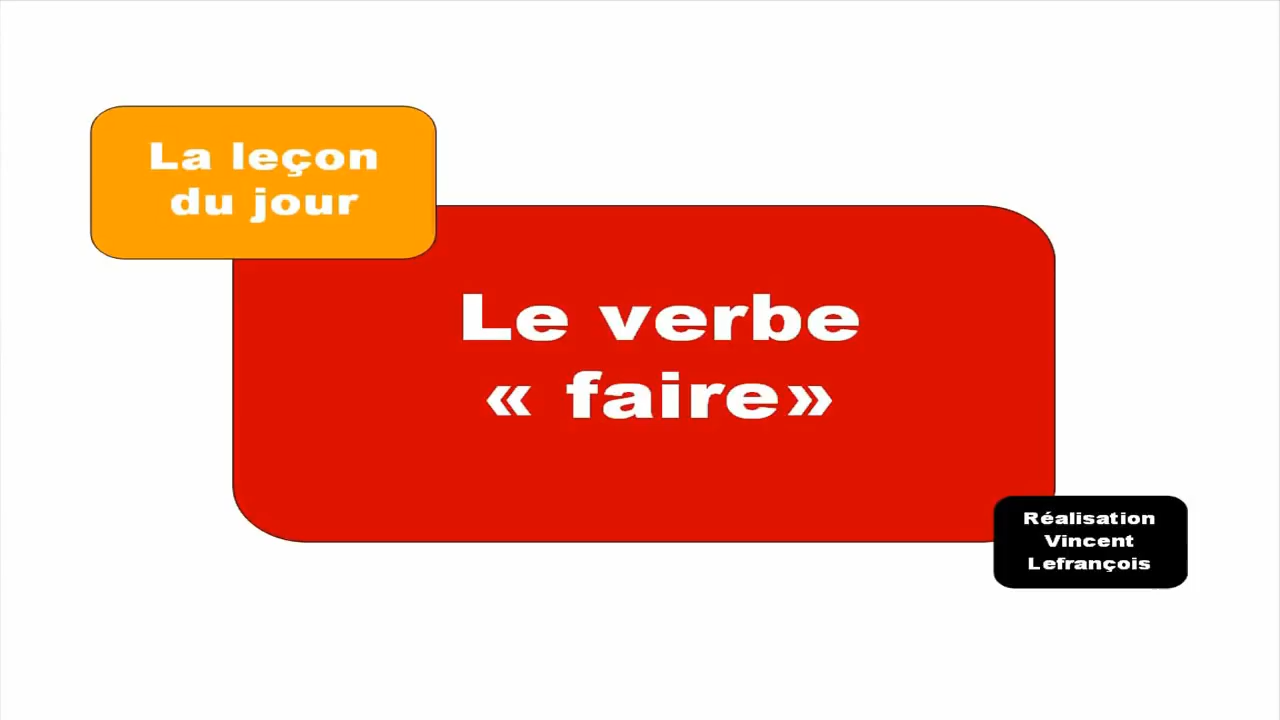 La leçon
du jour
Le verbe
« faire»
Réalisation
Vincent
Lefrançois